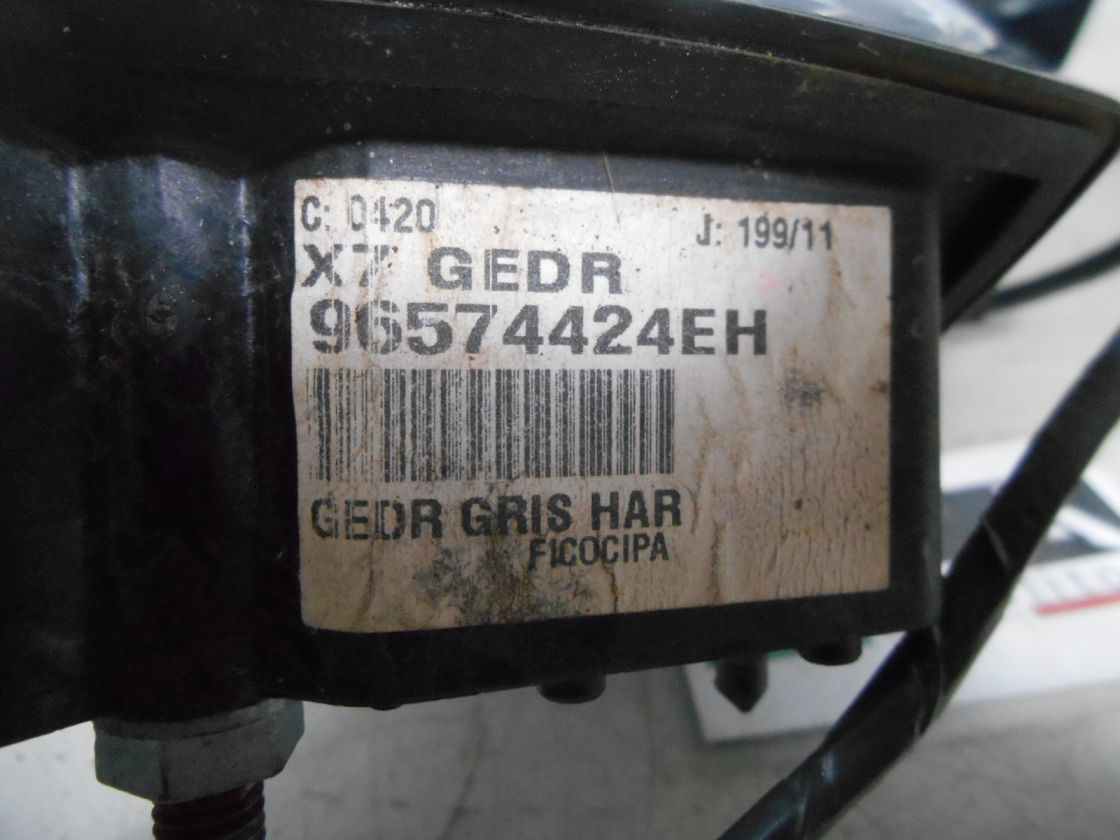 C: 0420 J: 199/11
X7 GEDR
96574424EH
GEDR GRIS HAR
FICOCIPA